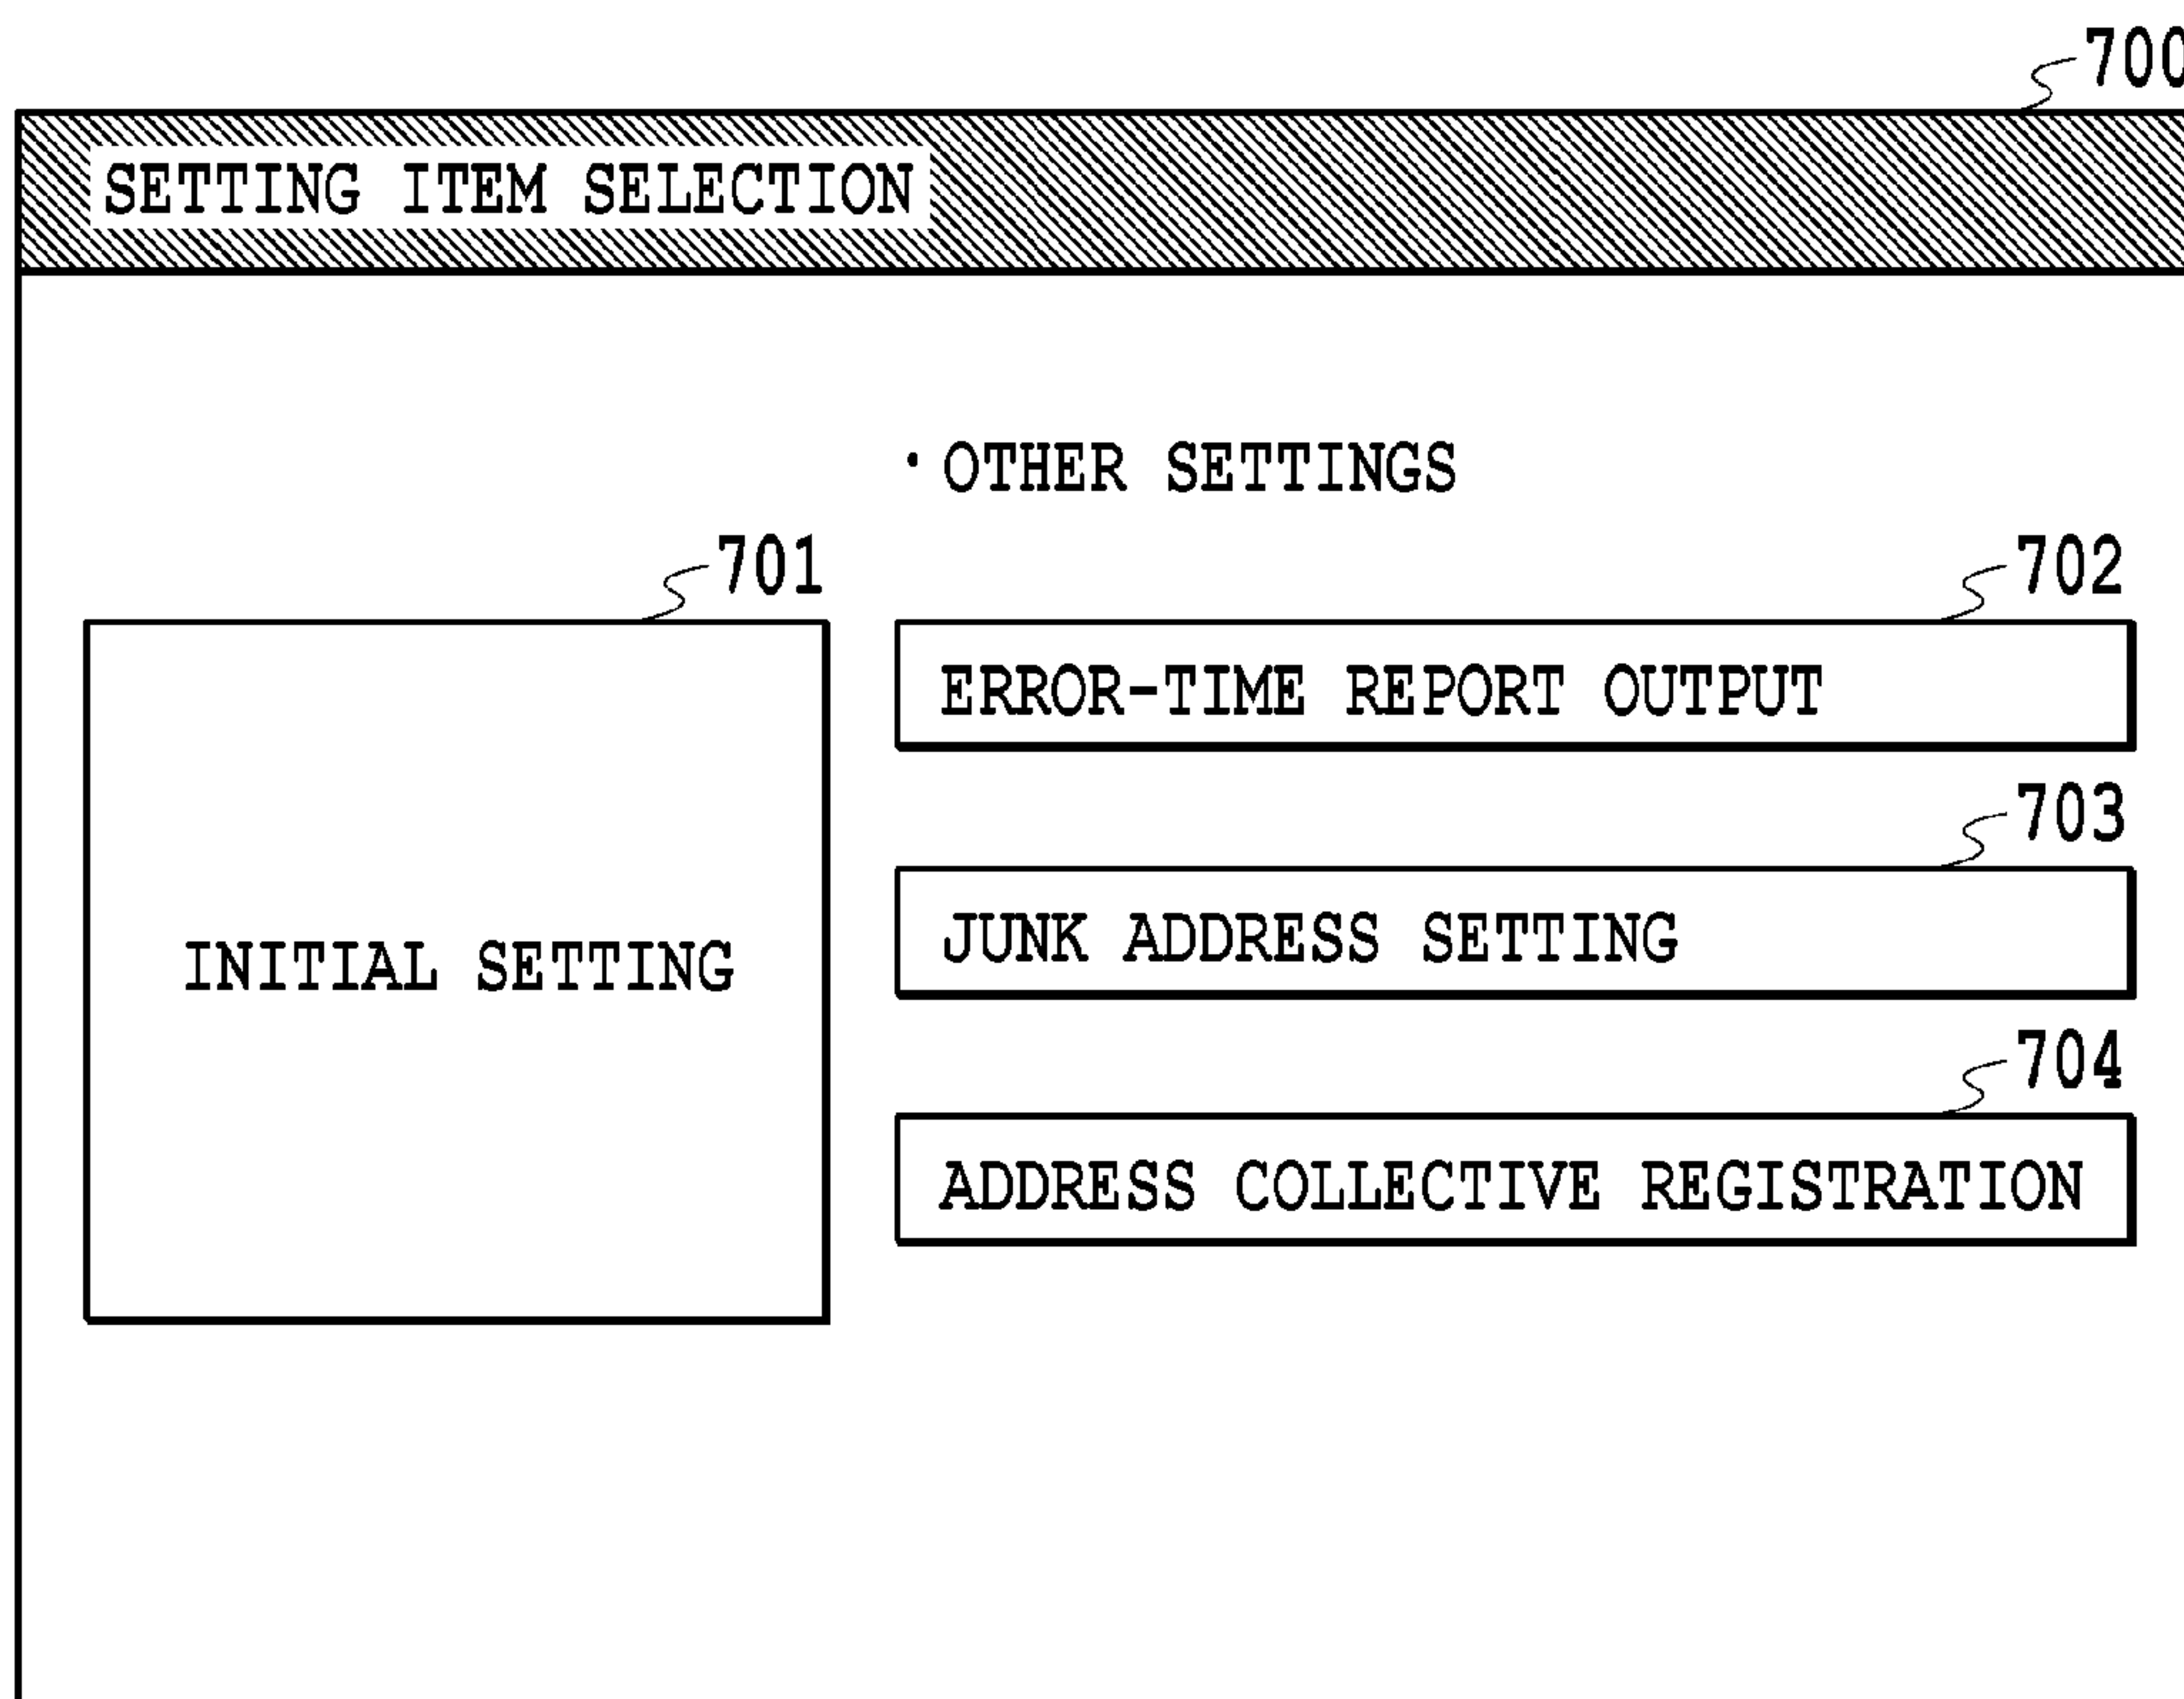 700
SETTING ITEM SELECTION
· OTHER SETTINGS
701
702
ERROR-TIME REPORT OUTPUT
703
JUNK ADDRESS SETTING
INITIAL SETTING
704
ADDRESS COLLECTIVE REGISTRATION